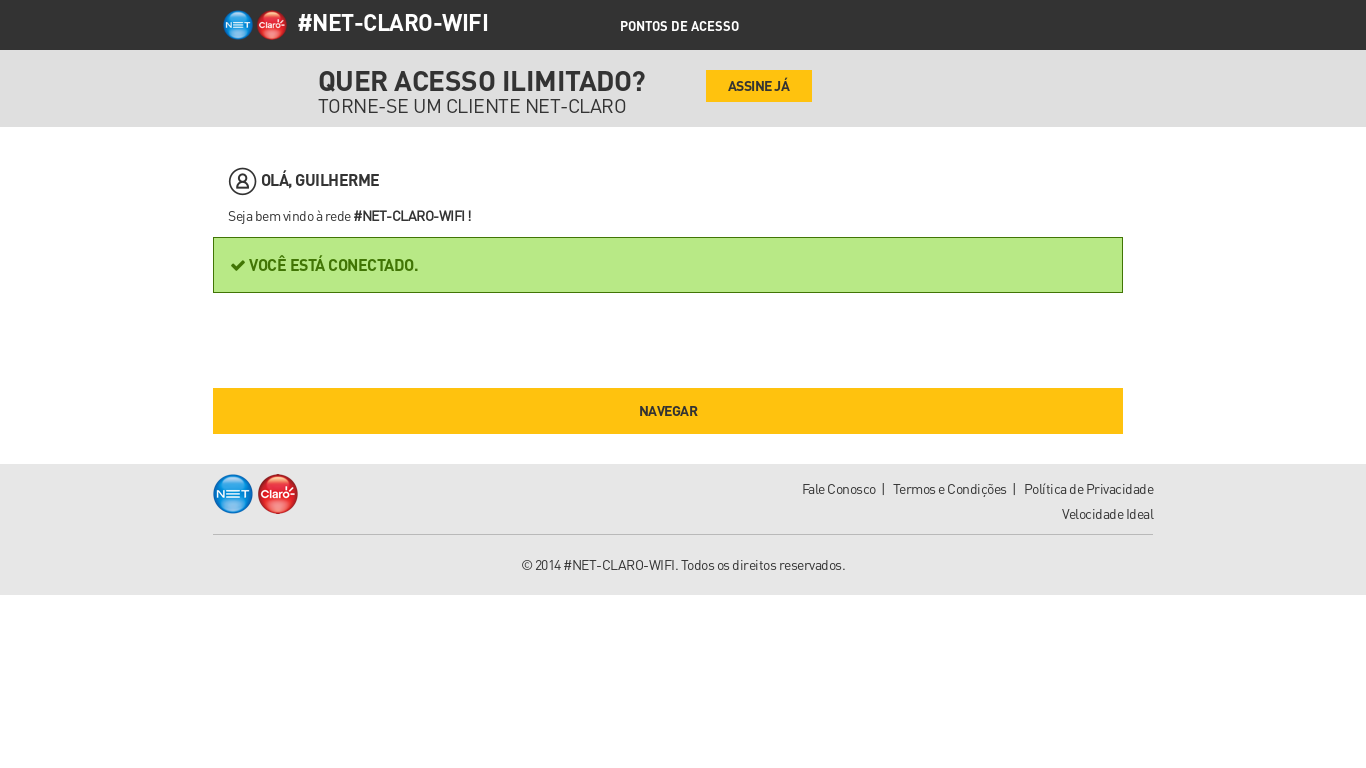 NET Claro #NET-CLARO-WIFI PONTOS DE ACESSO
QUER ACESSO ILIMITADO?
ASSINE JÁ
TORNE-SE UM CLIENTE NET-CLARO
OLÁ, GUILHERME
Seja bem vindo à rede #NET-CLARO-WIFI !
VOCÊ ESTÁ CONECTADO.
NAVEGAR
NET Claro
Fale Conosco | Termos e Condições | Política de Privacidade
Velocidade Ideal
© 2014 #NET-CLARO-WIFI. Todos os direitos reservados.